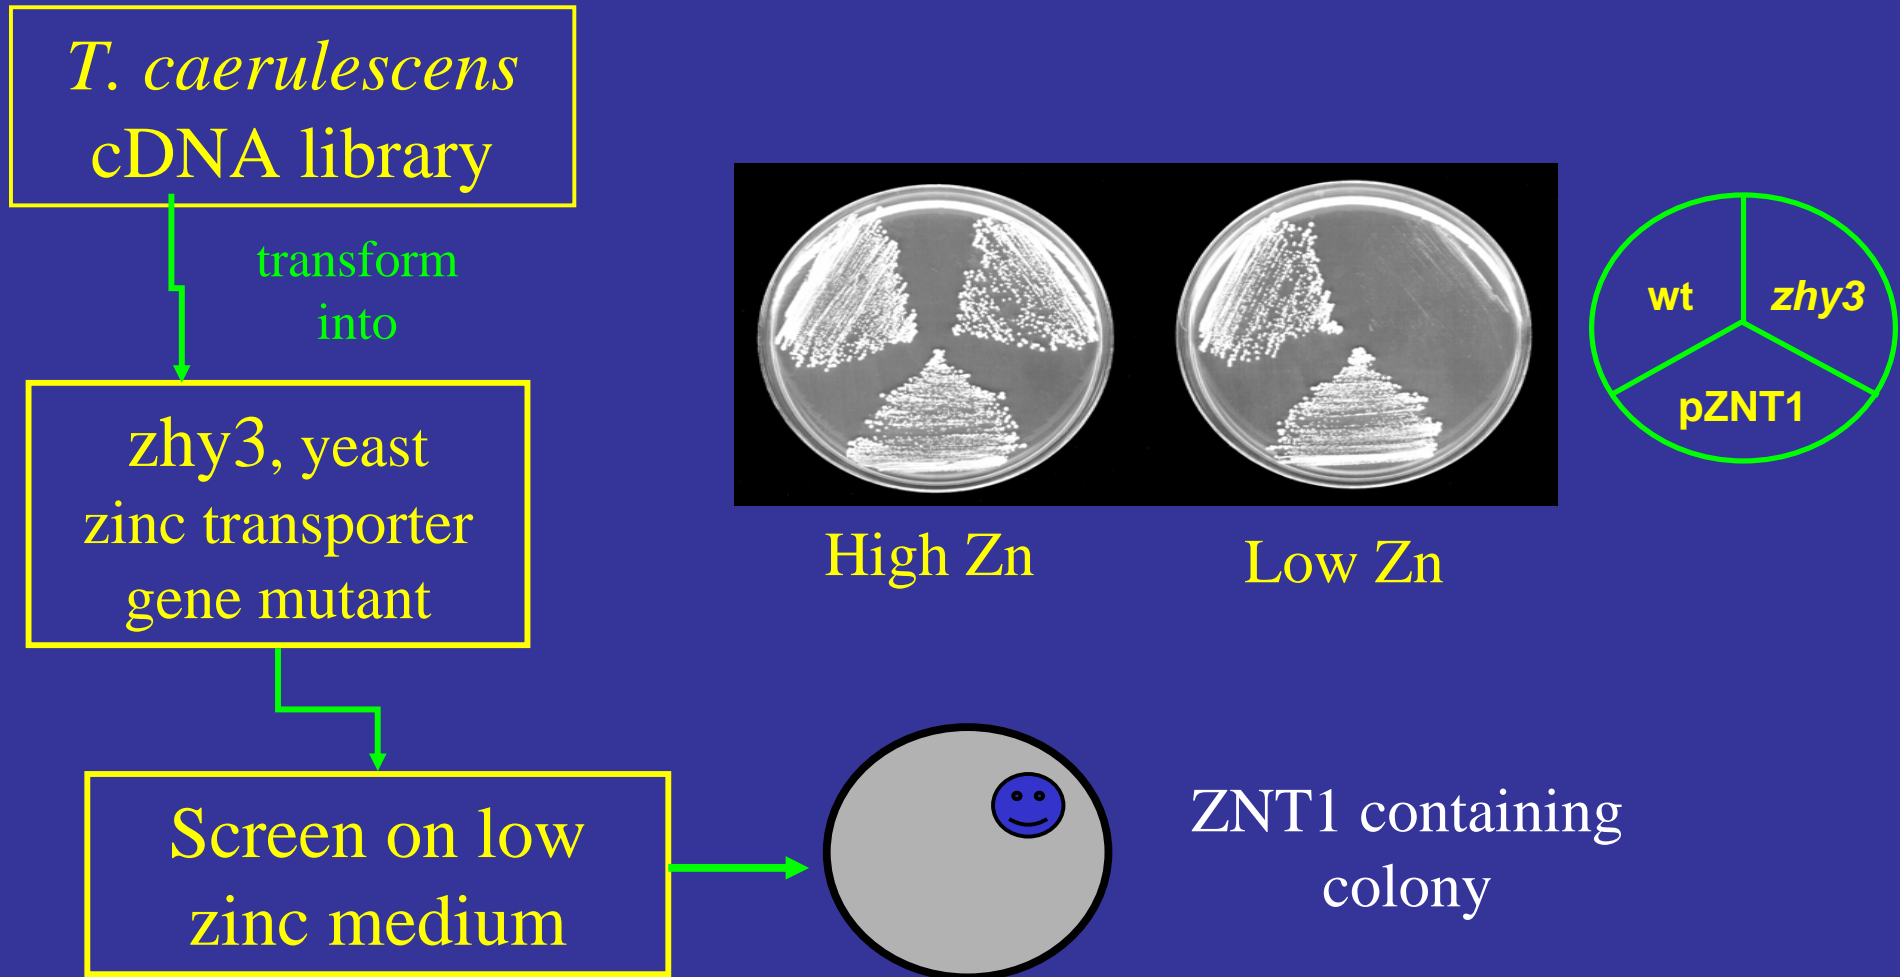 T. caerulescens
cDNA library
transform
into
zhy3, yeast
zinc transporter
gene mutant
Screen on low
zinc medium
High Zn
Low Zn
wt
zhy3
pZNT1
ZNT1 containing
colony